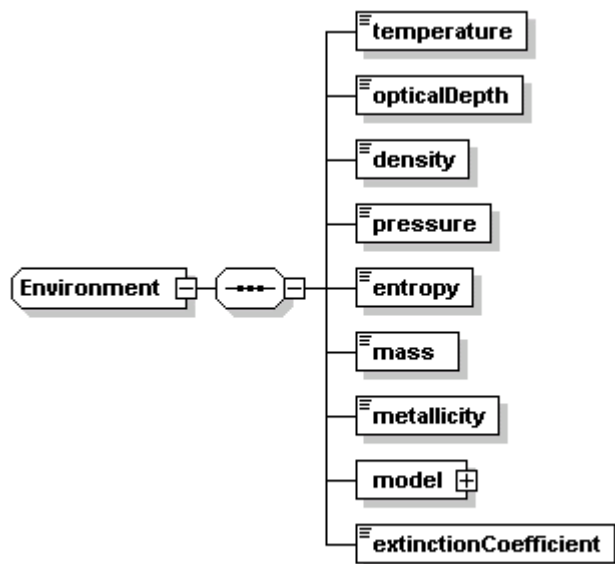 temperature
opticalDepth
density
pressure
Environment
entropy
mass
metallicity
model
extinctionCoefficient